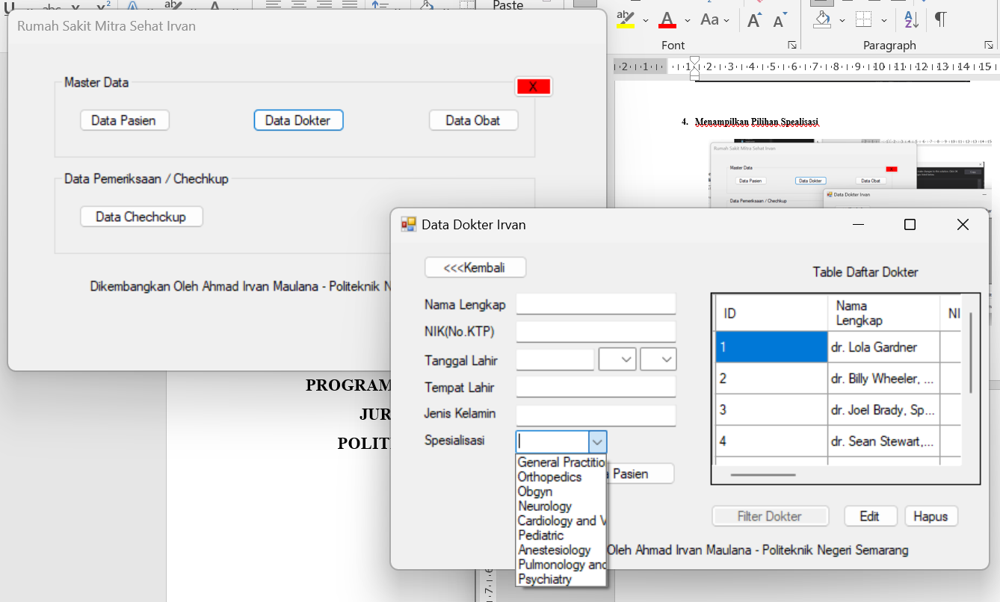 Paste
Aa
Font
Paragraph
Rumah Sakit Mitra Sehat Irvan
Master Data
X
Data Pasien
Data Dokter
Data Obat
Data Pemeriksaan / Chechkup
Data Chechckup
Dikembangkan Oleh Ahmad Irvan Maulana - Politeknik N
4. Menampilkan Pilihan Spealisasi
Rumah Sakit Mitra Sehat Irvan
Master Data
Data Pasien
Data Dokter
Data Obat
Data Pemeriksaan / Chechkup
Data Dokter Irvan
PROGRAM
JUR
POLIT
Data Dokter Irvan
<<<Kembali
Nama Lengkap
NIK(No.KTP)
Tanggal Lahir
Tempat Lahir
Jenis Kelamin
Spesialisasi
General Practitio
Orthopedics
Obgyn
Neurology
Cardiology and V
Pediatric
Anestesiology
Pulmonology and
Psychiatry
Pasien
Table Daftar Dokter
ID Nama Lengkap NI
1 dr. Lola Gardner
2 dr. Billy Wheeler, ...
3 dr. Joel Brady, Sp...
4 dr. Sean Stewart,...
Filter Dokter
Edit
Hapus
Oleh Ahmad Irvan Maulana - Politeknik Negeri Semarang